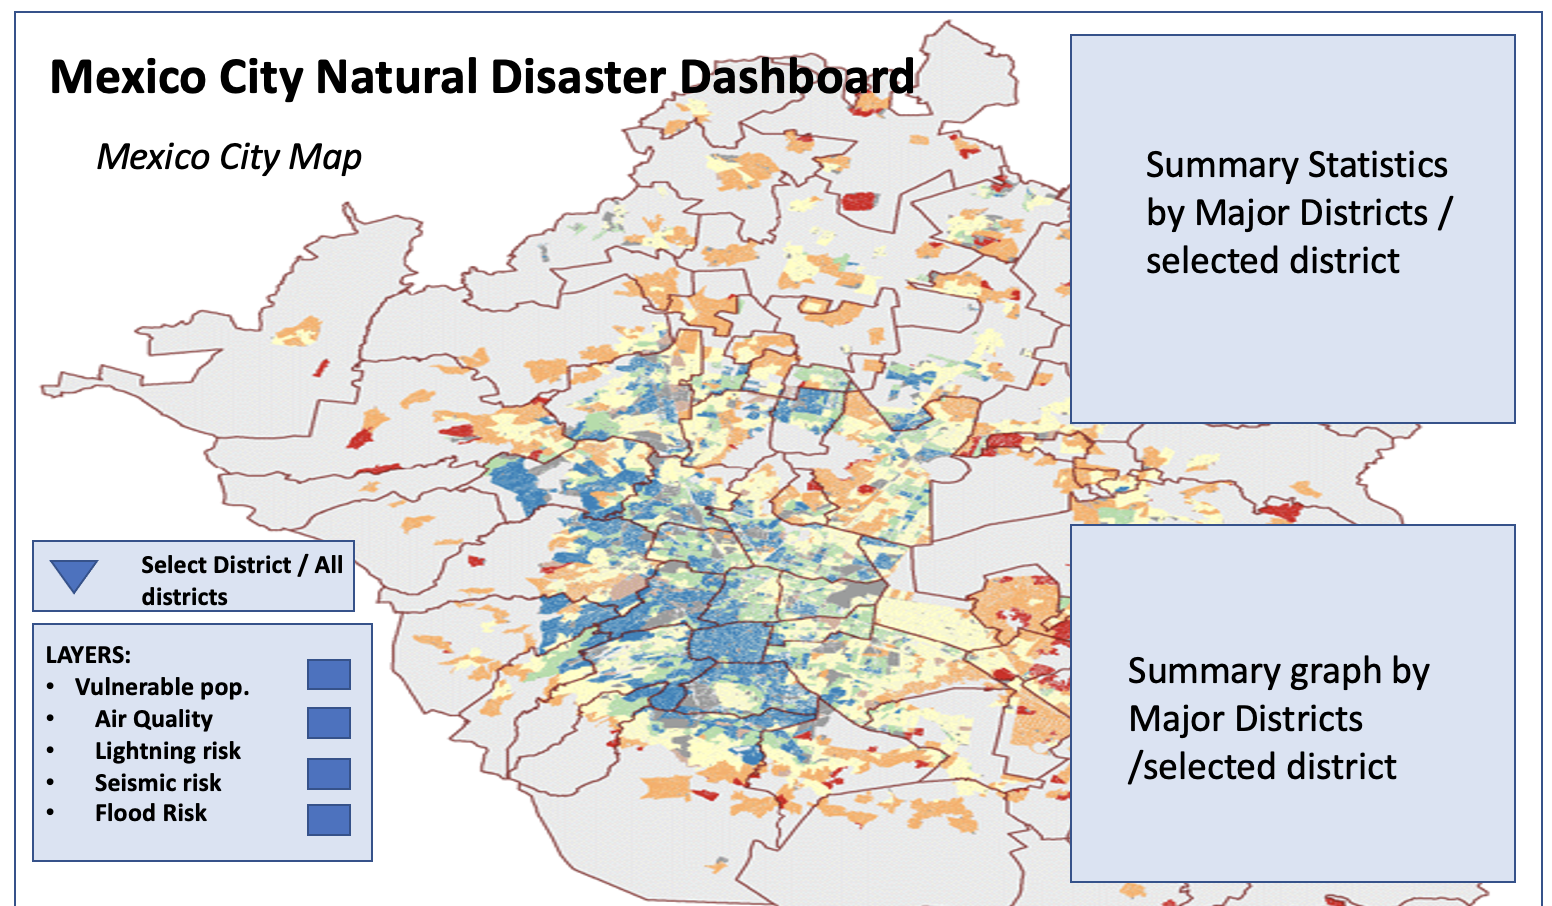 Mexico City Natural Disaster Dashboard
Mexico City Map
Summary Statistics
by Major Districts /
selected district
Select District / All
districts
LAYERS:
• Vulnerable pop.
• Air Quality
• Lightning risk
• Seismic risk
• Flood Risk
Summary graph by
Major Districts
/selected district